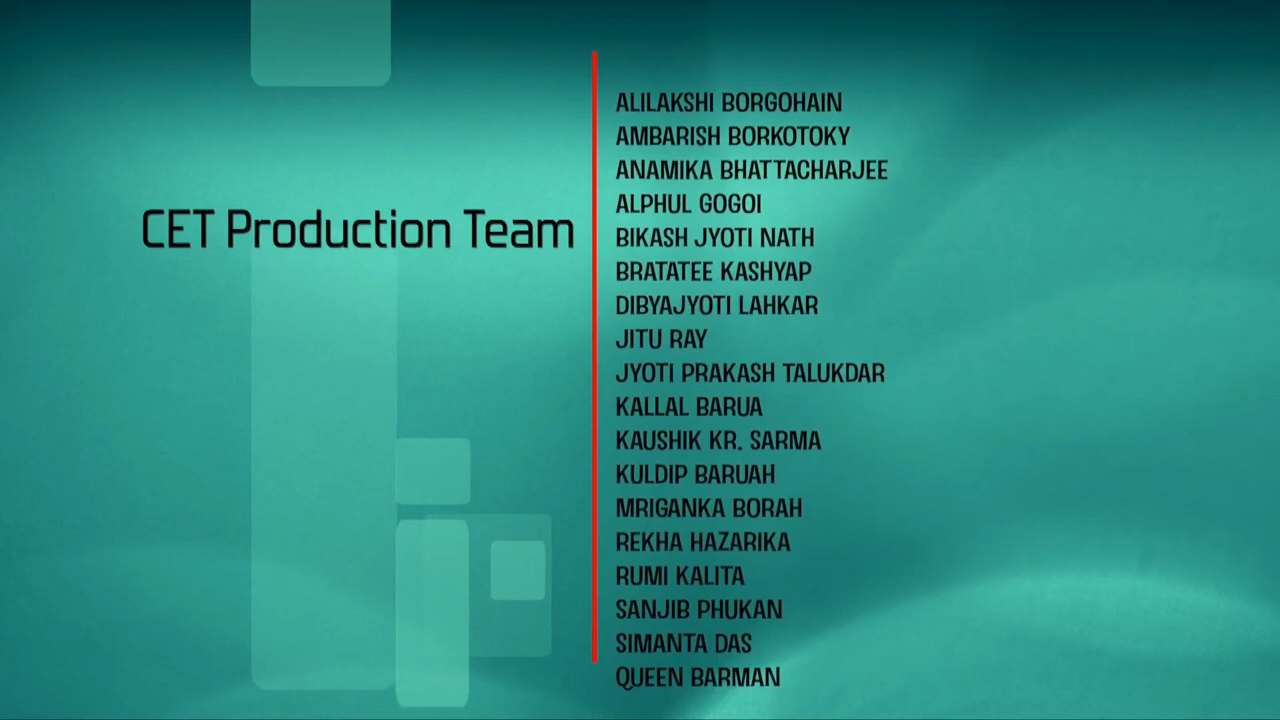 CET Production Team
ALILAKSHI BORGOHAIN
AMBARISH BORKOTOKY
ANAMIKA BHATTACHARJEE
ALPHUL GOGOI
BIKASH JYOTI NATH
BRATATEE KASHYAP
DIBYAJYOTI LAHKAR
JITU RAY
JYOTI PRAKASH TALUKDAR
KALLAL BARUA
KAUSHIK KR. SARMA
KULDIP BARUAH
MRIGANKA BORAH
REKHA HAZARIKA
RUMI KALITA
SANJIB PHUKAN
SIMANTA DAS
QUEEN BARMAN